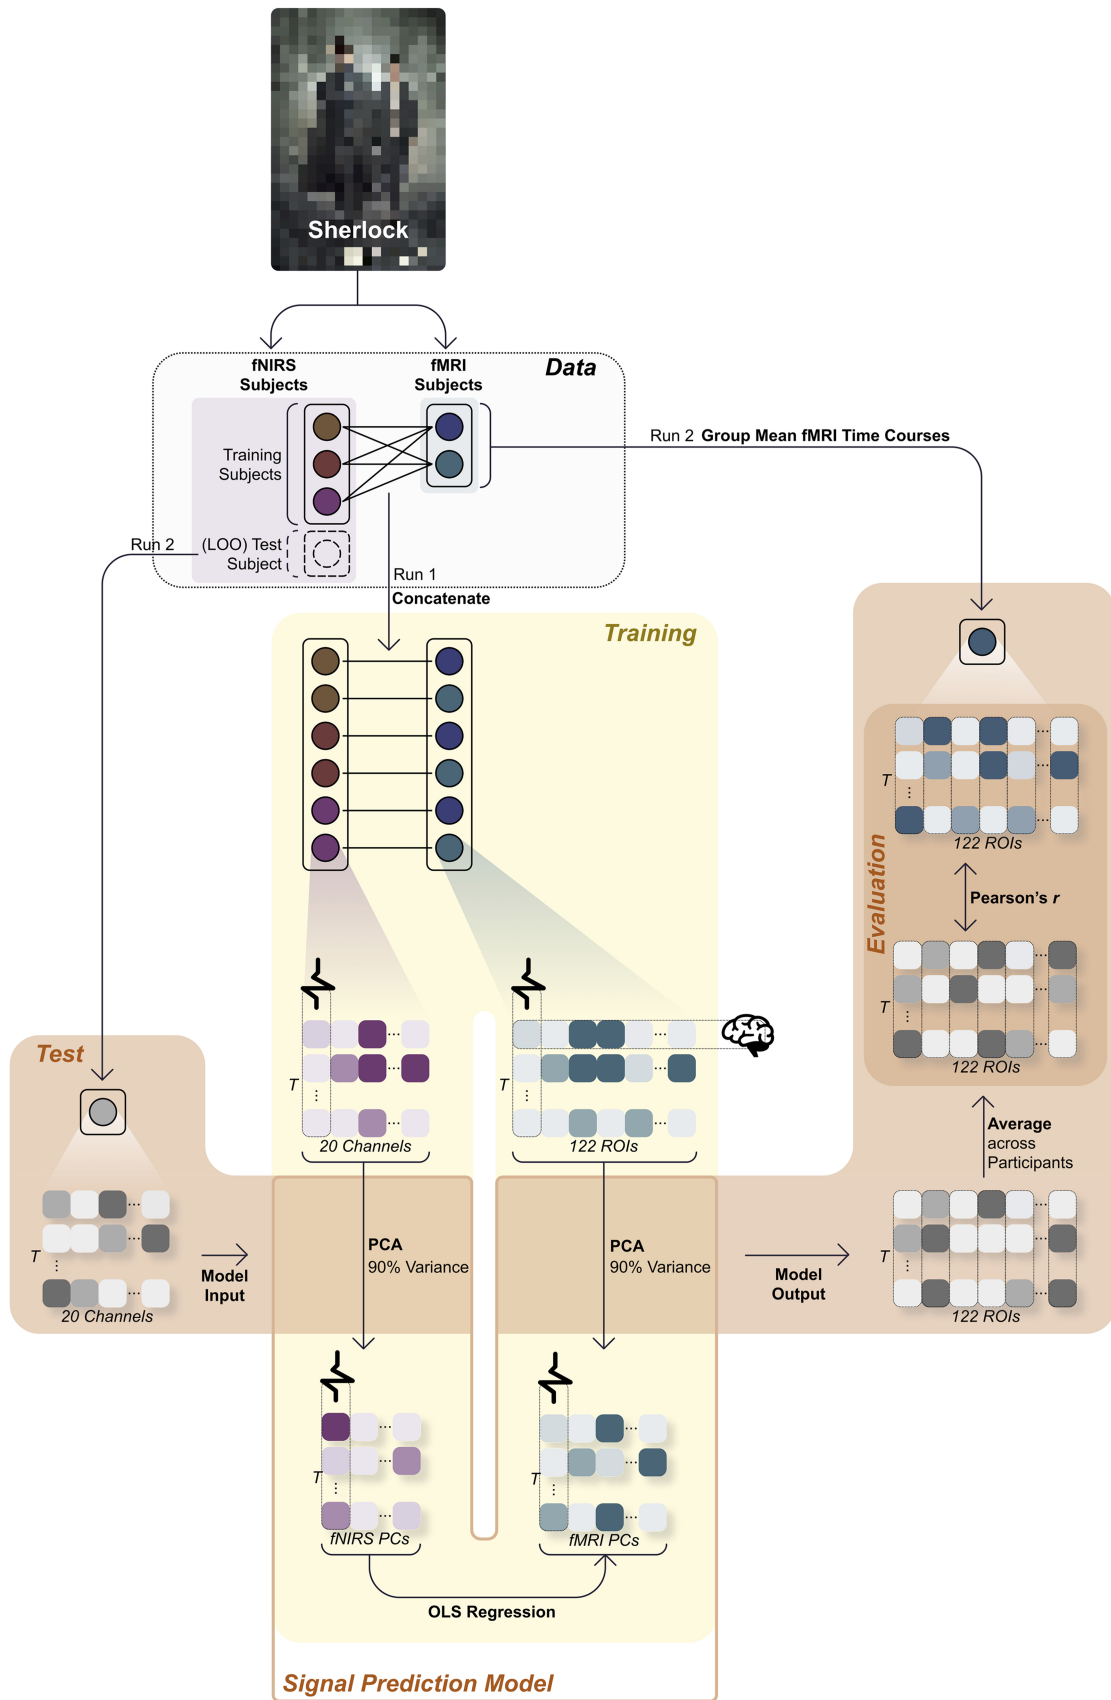 Sherlock
fNIRS
Subjects
fMRI
Subjects
Data
Training
Subjects
(LOO) Test
Subject
Run 2
Run 1
Concatenate
Run 2 Group Mean fMRI Time Courses
Training
T
⋮
20 Channels
T
⋮
122 ROIs
Test
T
⋮
20 Channels
Model
Input
PCA
90% Variance
PCA
90% Variance
Model
Output
T
⋮
fNIRS PCs
T
⋮
fMRI PCs
OLS Regression
Signal Prediction Model
Evaluation
T
⋮
122 ROIs
Pearson's r
T
⋮
122 ROIs
Average
across
Participants
T
⋮
122 ROIs